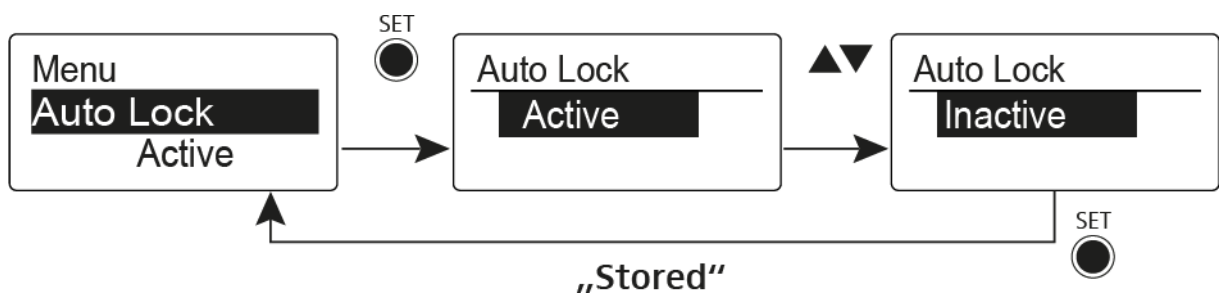 SET
Menu
Auto Lock
Active
Auto Lock
Active
Auto Lock
Inactive
SET
„Stored“